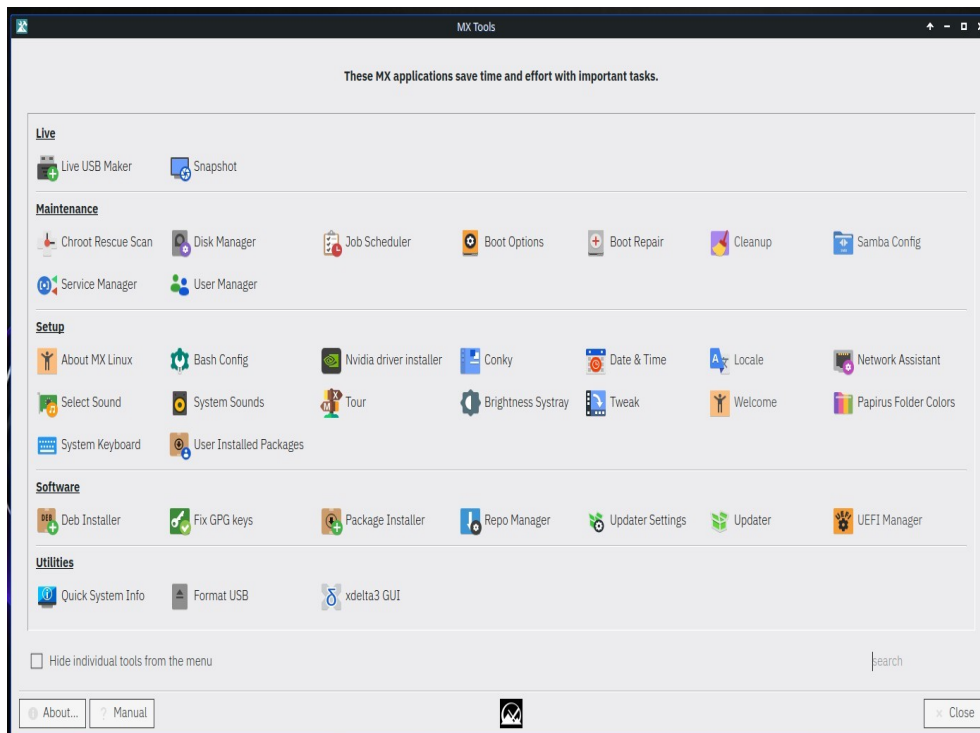 MX Tools
These MX applications save time and effort with important tasks.
Live
Live USB Maker Snapshot
Maintenance
Chroot Rescue Scan Disk Manager Job Scheduler Boot Options Boot Repair Cleanup Samba Config
Service Manager User Manager
Setup
About MX Linux Bash Config Nvidia driver installer Conky Date & Time Locale Network Assistant
Select Sound System Sounds Tour Brightness Systray Tweak Welcome Papirus Folder Colors
System Keyboard User Installed Packages
Software
Deb Installer Fix GPG keys Package Installer Repo Manager Updater Settings Updater UEFI Manager
Utilities
Quick System Info Format USB xdelta3 GUI
Hide individual tools from the menu search
About... Manual Close